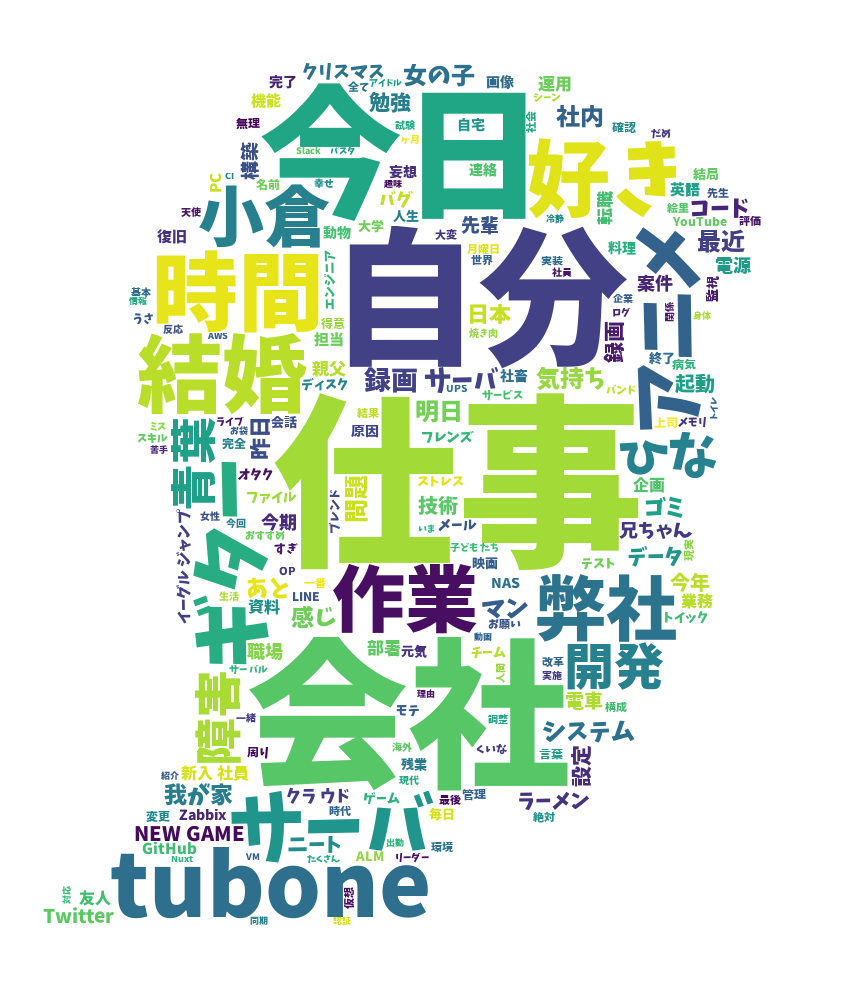 クリスマス
女の子
完了
全て
アイドル
画像
運用
機能
勉強
シーン
今日
試験
ケ月
自宅
社会
社内
確認
だめ
無理
構築
Slack
パスタ
妄想
連絡
好き
結局
PC
CI
名前
幸せ
趣味
英語
先生
天使
小倉
バグ
人生
先輩
冷静
転職
絵里
コード
YouTube
評価
復旧
動物
大学
大変
月曜日
世界
料理
アニメ
最近
電源
時間
エンジニア
自分
実装
社員
案件
監視
基本
情報
うさ
反応
AWS
得意
担当
日本
焼き肉
企業
ログ
録画
関係
身体
結婚
親父
ディスク
録画
サーバ
UPS
社畜
サービス
気持ち
バンド
終了
病気
起動
トイレ
ミス
スキル
苦手
青葉
ライブ
お袋
会話
完全
昨日
結果
原因
明日
フレンズ
上司
メモリ
ひな
オタク
ファイル
仕事
問題
ブレンド
ストレス
技術
いま
メール
企画
ゴミ
兄ちゃん
女性
今回
おすすめ
今期
すぎ
子どもたち
映画
テスト
データ
現実
イーグル ジャンプ
ギター
OP
生活
あと
一番
LINE
資料
感じ
作業
NAS
マン
お願い
弊社
今年
業務
トイック
職場
サーバル
部署
元気
動画
チーム
人間
改革
実施
開発
障害
会社
理由
電車
構成
一緒
モテ
調整
くいな
システム
言葉
周り
海外
残業
現代
設定
紹介
新入 社員
我が家
クラウド
ゲーム
最後
管理
ラーメン
絶対
変更
Zabbix
サーバ
時代
毎日
NEW GAME
ニート
出勤
環境
GitHub
Nuxt
VM
たくさん
ALM
リーダー
tubone
仮想
対応
友人
Twitter
同期
認証